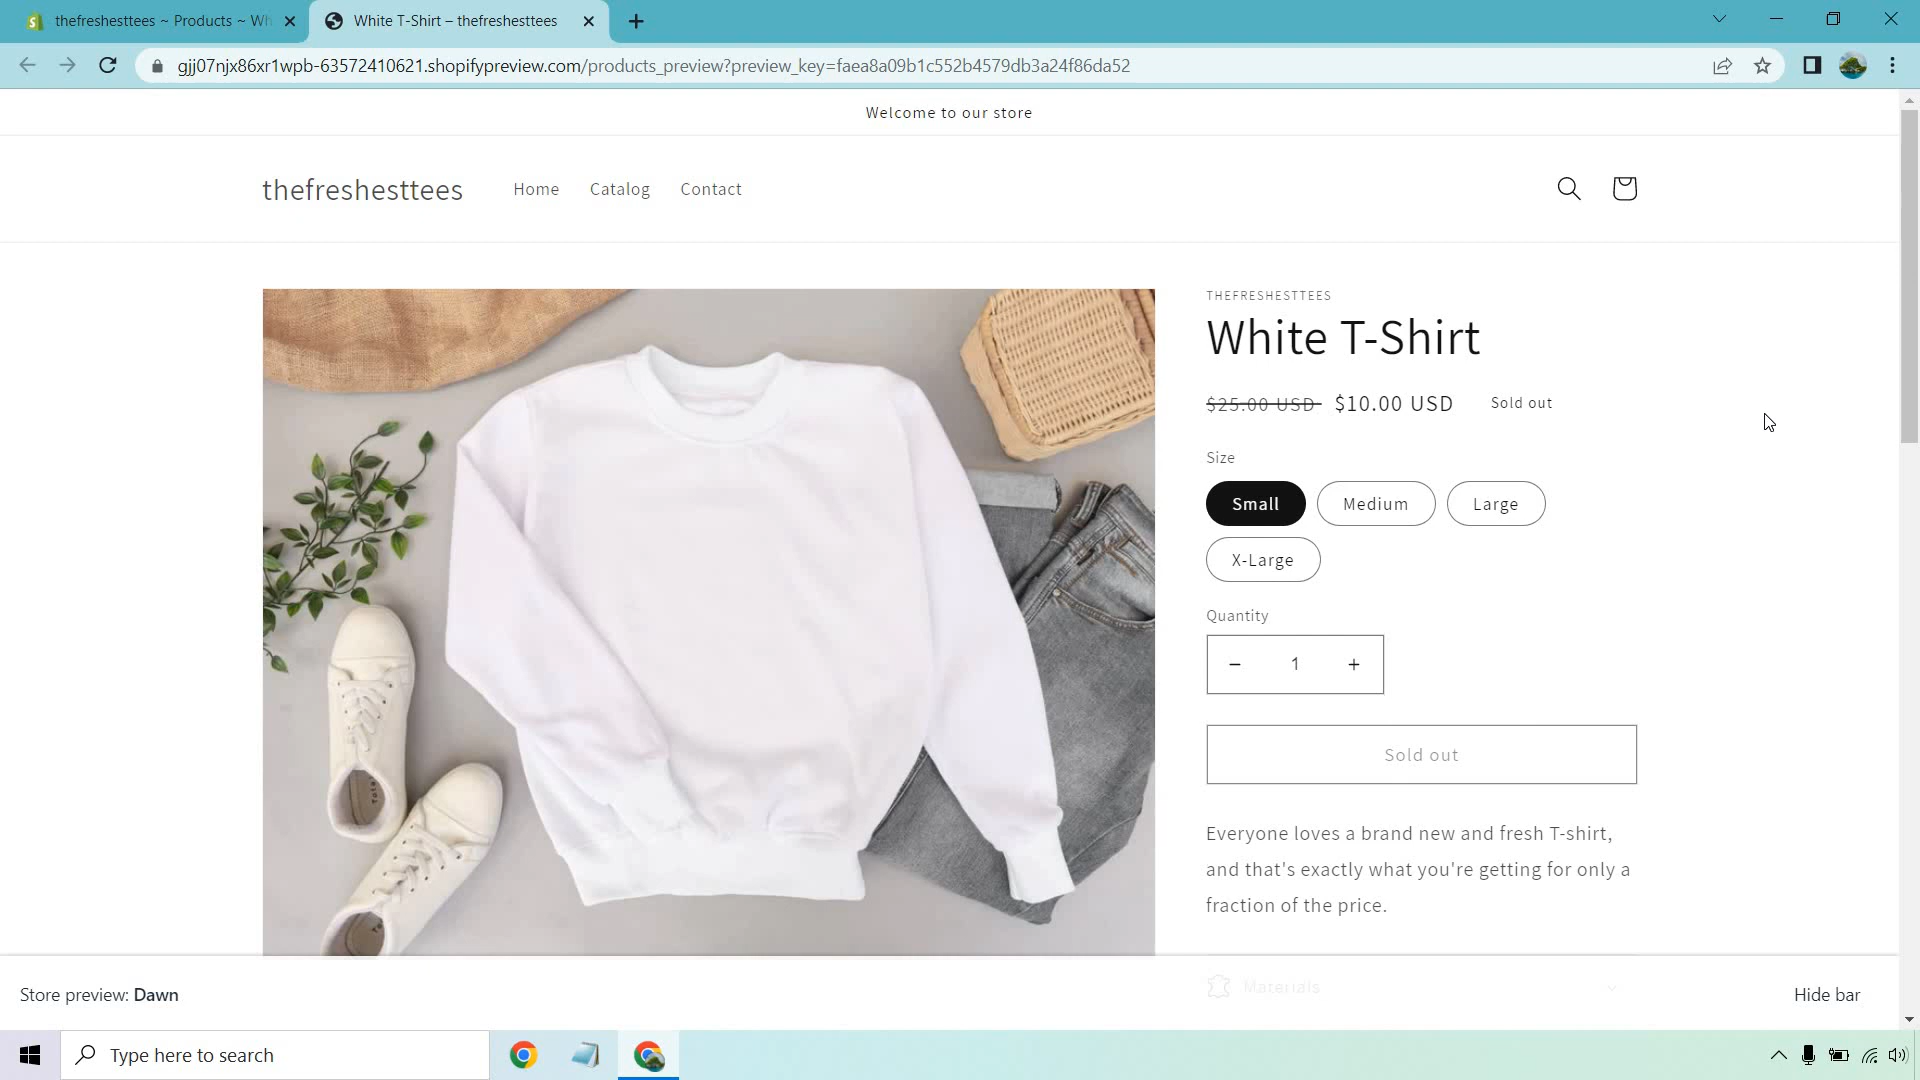 thefreshesttees ~ Products ~ Wh
White T-Shirt – thefreshesttees
gjj07njx86xr1wpb-63572410621.shopifypreview.com/products_preview?preview_key=faea8a09b1c552b4579db3a24f86da52
Welcome to our store
thefreshesttees
Home
Catalog
Contact
THEFRESHESTTEES
White T-Shirt
$25.00 USD $10.00 USD Sold out
Size
Small Medium Large
X-Large
Quantity
− 1 +
Sold out
Everyone loves a brand new and fresh T-shirt,
and that's exactly what you're getting for only a
fraction of the price.
Materials
Store preview: Dawn
Hide bar
Type here to search